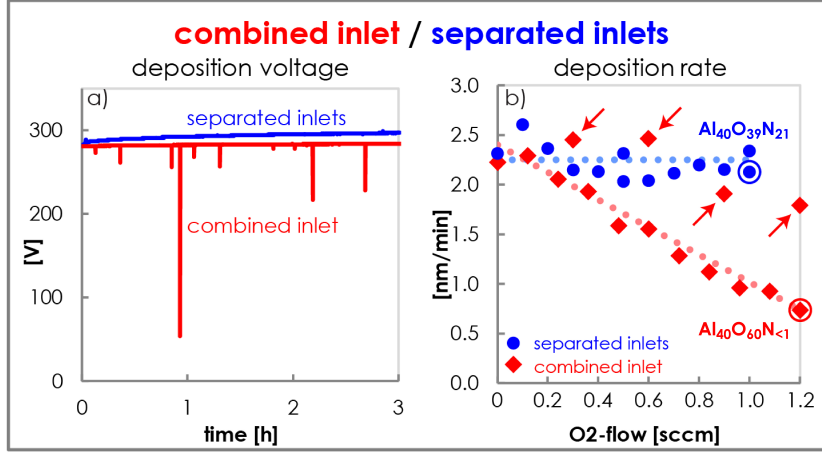 combined inlet / separated inlets
deposition voltage
a)
separated inlets
combined inlet
[V]
300
200
100
0
0
1
2
3
time [h]
deposition rate
b)
Al40O39N21
[nm/min]
3.0
2.5
2.0
1.5
1.0
0.5
0.0
separated inlets
combined inlet
Al40O60N<1
0
0.2
0.4
0.6
0.8
1.0
1.2
O2-flow [sccm]